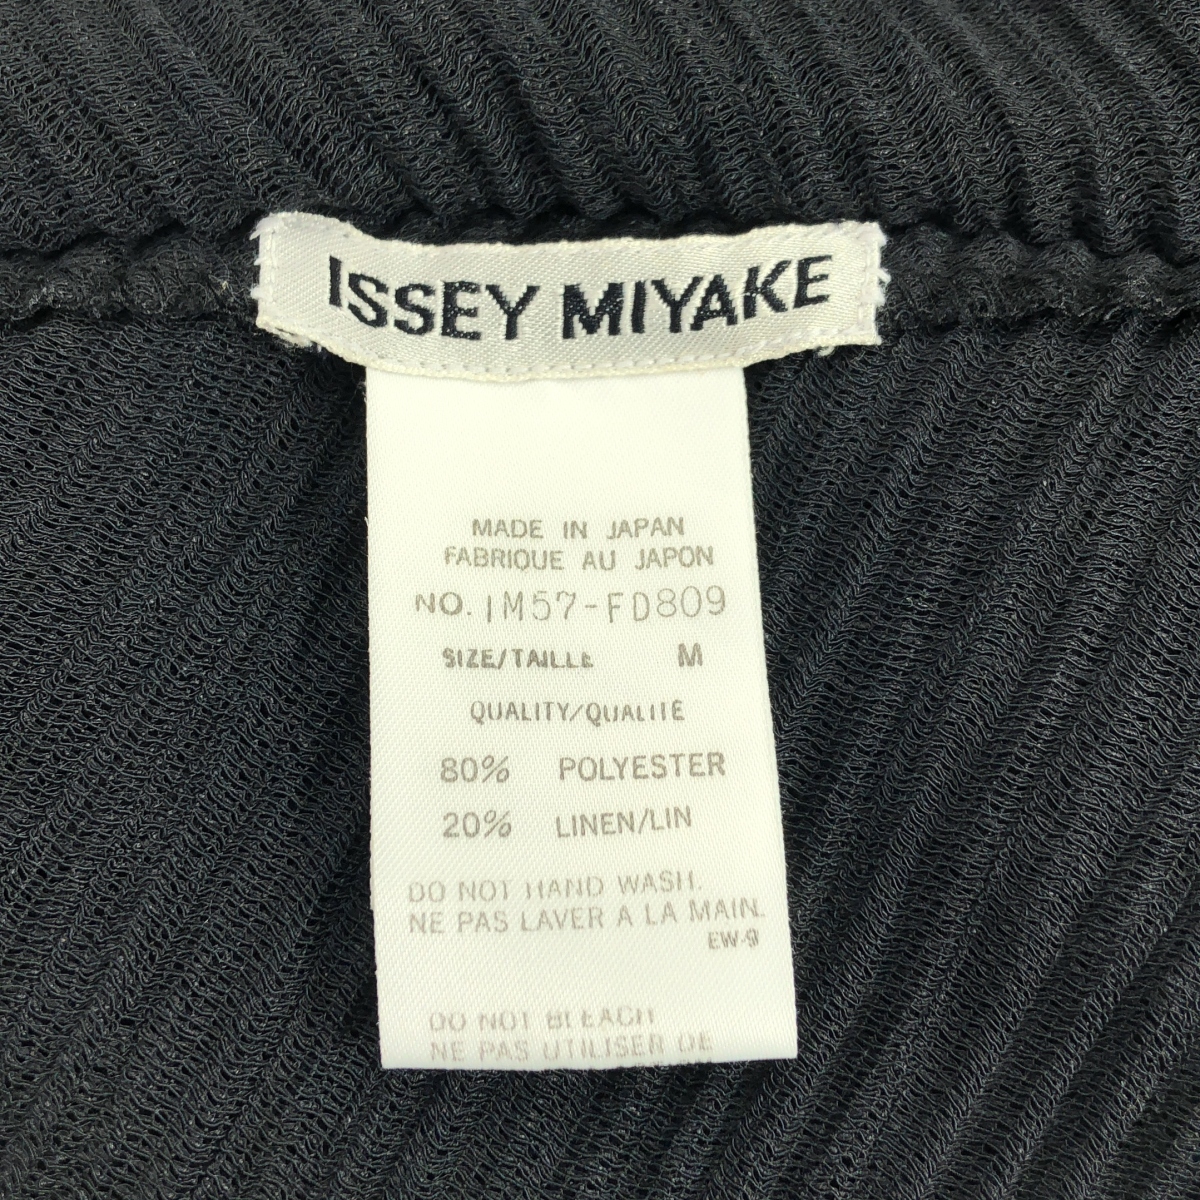 ISSEY MIYAKE
MADE IN JAPAN
FABRIQUE AU JAPON
NO. IM57-FD809
SIZE/TAILLE M
QUALITY/QUALITE
80% POLYESTER
20% LINEN/LIN
DO NOT HAND WASH.
NE PAS LAVER A LA MAIN.
EW-9
DO NOT BLEACH
NE PAS UTILISER DE